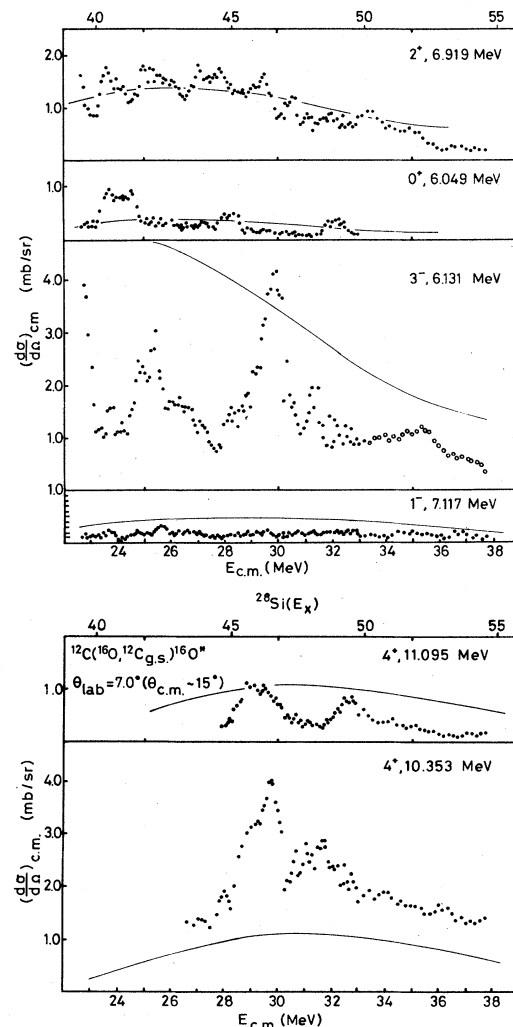 40 45 50 55
2.0
2⁺, 6.919 MeV
1.0
0⁺, 6.049 MeV
1.0
3⁻, 6.131 MeV
4.0
3.0
2.0
1.0
(dσ/dΩ)cm (mb/sr)
1.0
1⁻, 7.117 MeV
24 26 28 30 32 34 36 38
Ec.m. (MeV)
²⁸Si(Ex)
40 45 50 55
¹²C(¹⁶O,¹²Cg.s.)¹⁶O*
4⁺, 11.095 MeV
θlab=7.0°(θc.m.~15°)
1.0
4⁺, 10.353 MeV
4.0
3.0
2.0
1.0
(dσ/dΩ)c.m. (mb/sr)
24 26 28 30 32 34 36 38
Ec.m. (MeV)